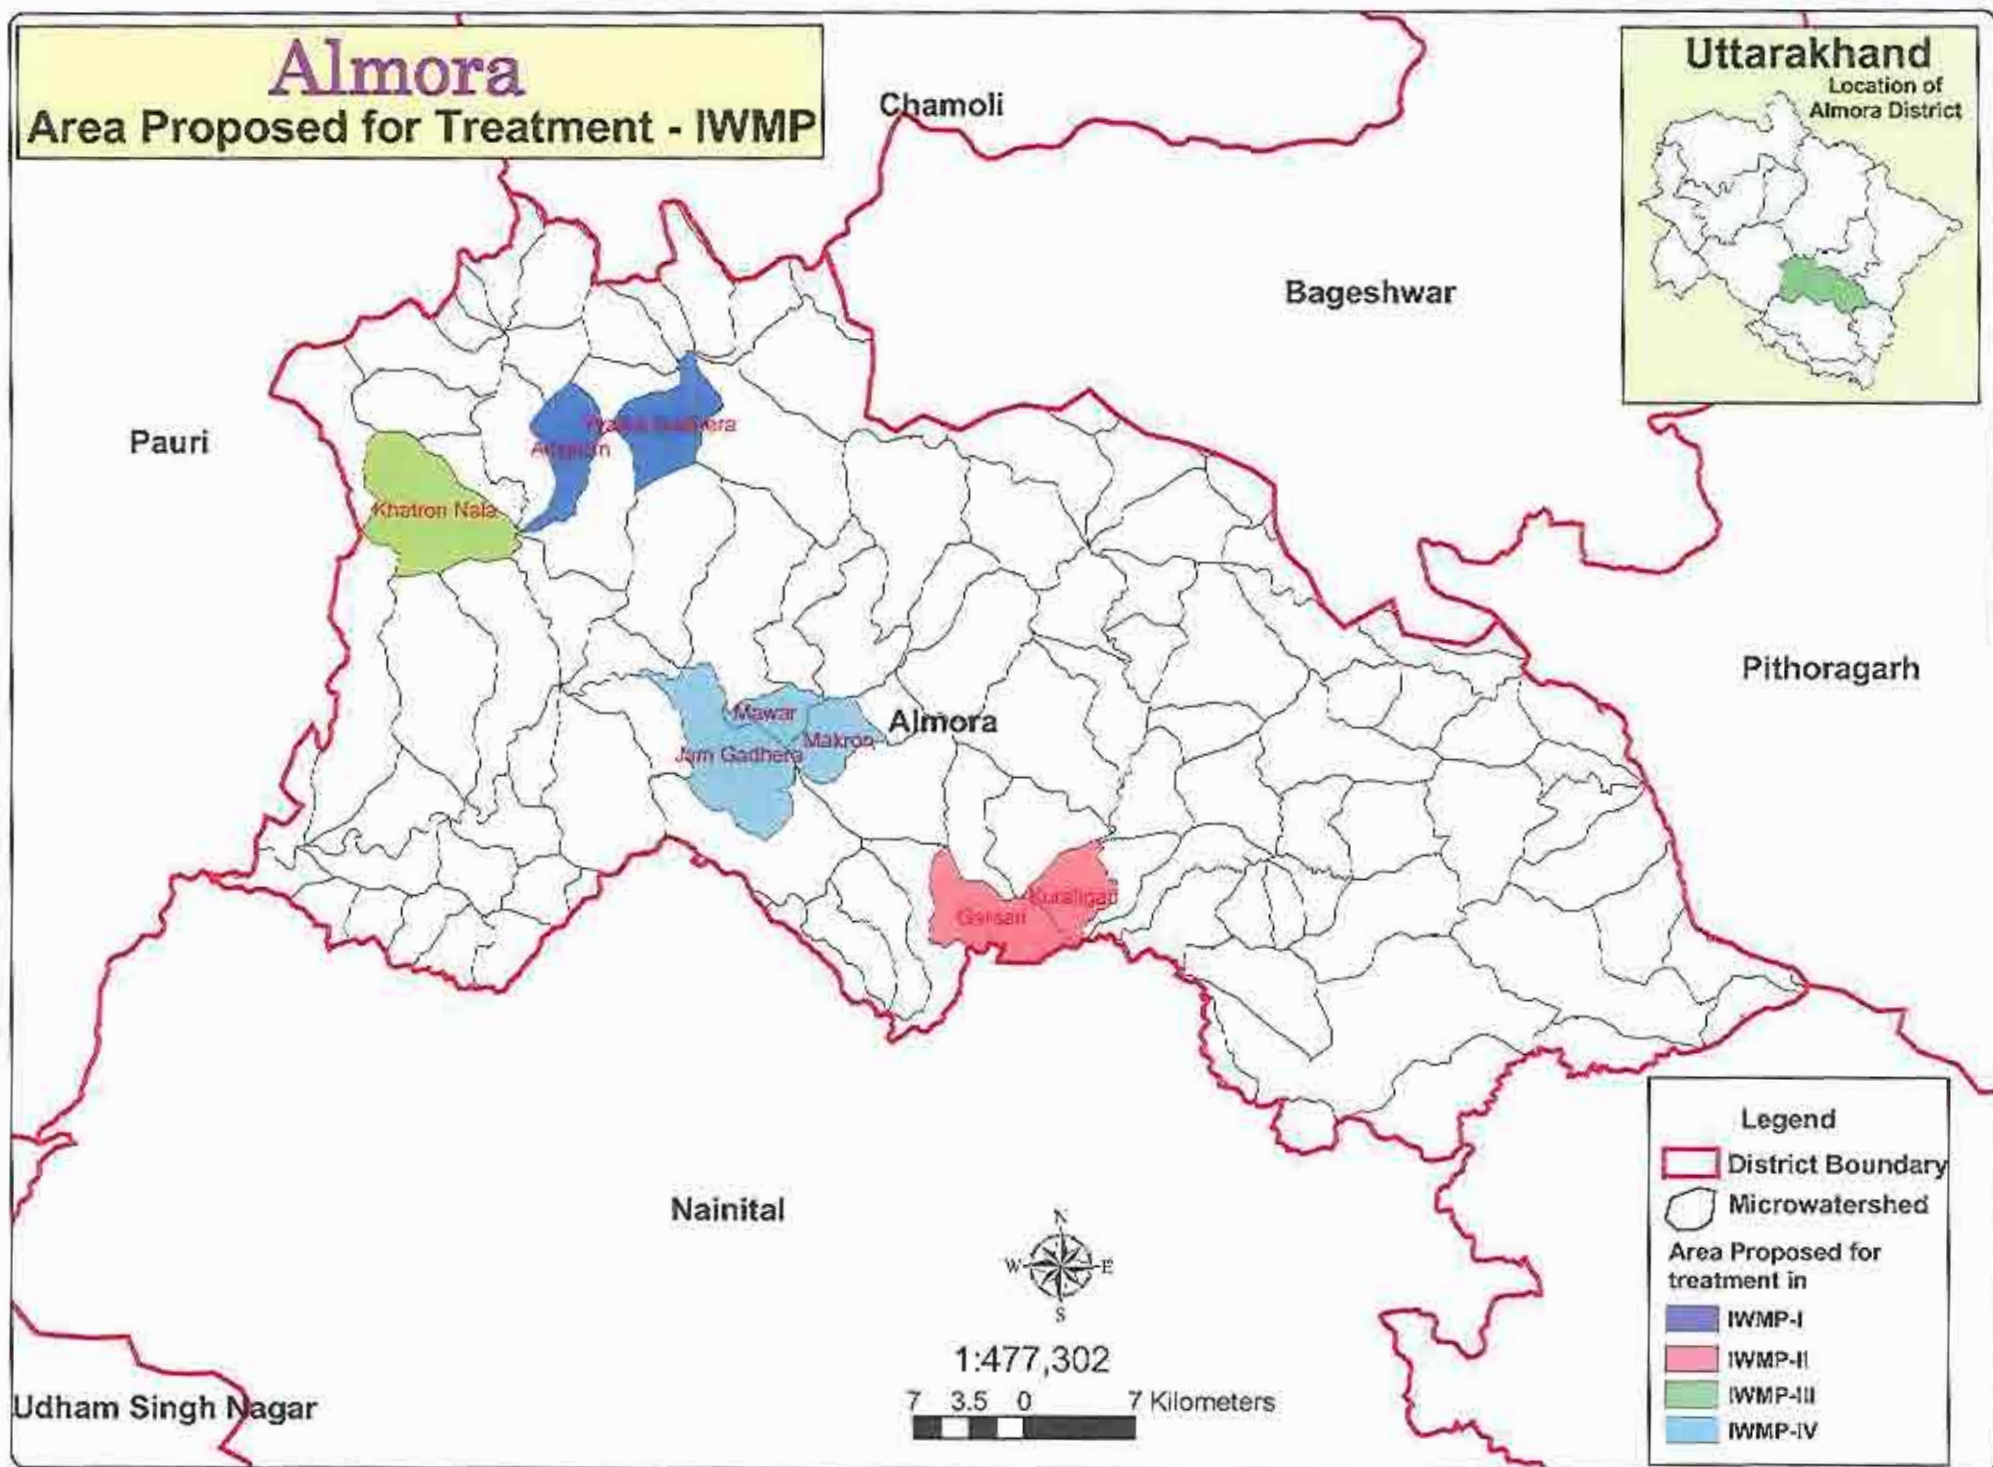 Almora
Area Proposed for Treatment - IWMP
Uttarakhand
Location of
Almora District
Chamoli
Bageshwar
Pauri
Khatron Nala
Pithoragarh
Mawar
Almora
Makron
Jam Gadhera
Garsari
Nainital
N
W
E
S
1:477,302
7 3.5 0 7 Kilometers
Udham Singh Nagar
Legend
District Boundary
Microwatershed
Area Proposed for
treatment in
IWMP-I
IWMP-II
IWMP-III
IWMP-IV